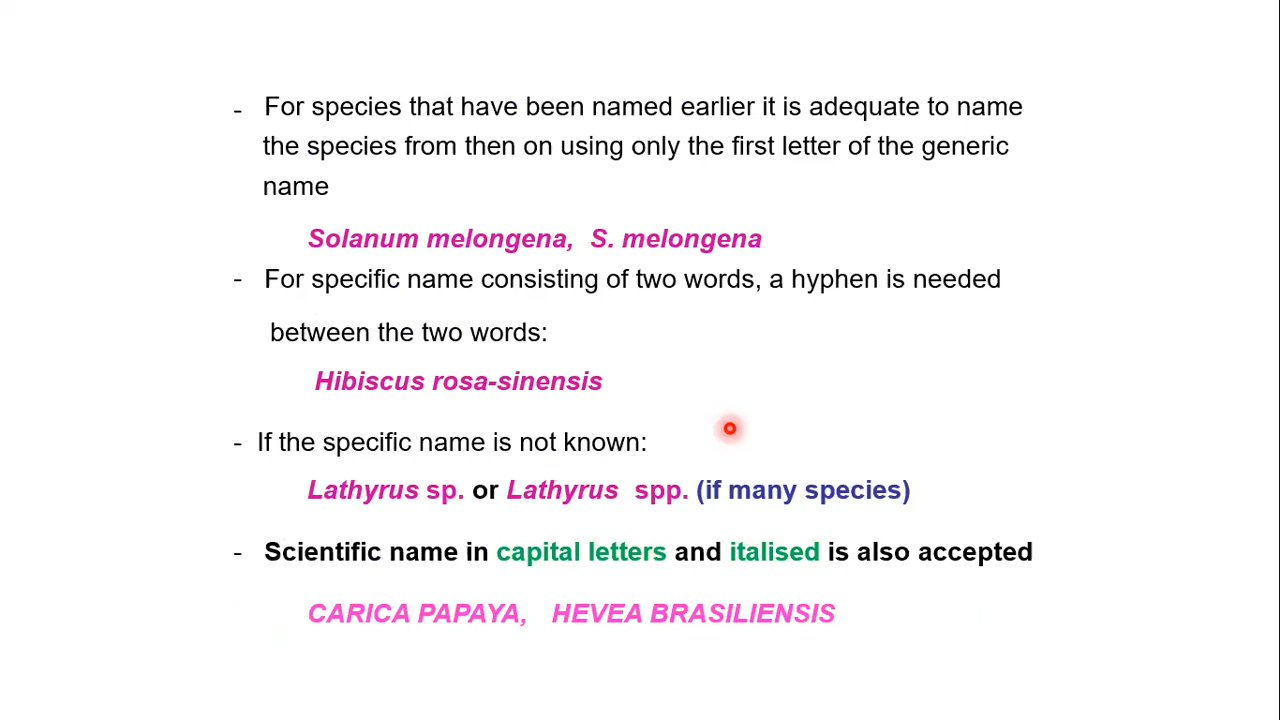 - For species that have been named earlier it is adequate to name
the species from then on using only the first letter of the generic
name
Solanum melongena, S. melongena
- For specific name consisting of two words, a hyphen is needed
between the two words:
Hibiscus rosa-sinensis
- If the specific name is not known:
Lathyrus sp. or Lathyrus spp. (if many species)
- Scientific name in capital letters and italised is also accepted
CARICA PAPAYA, HEVEA BRASILIENSIS